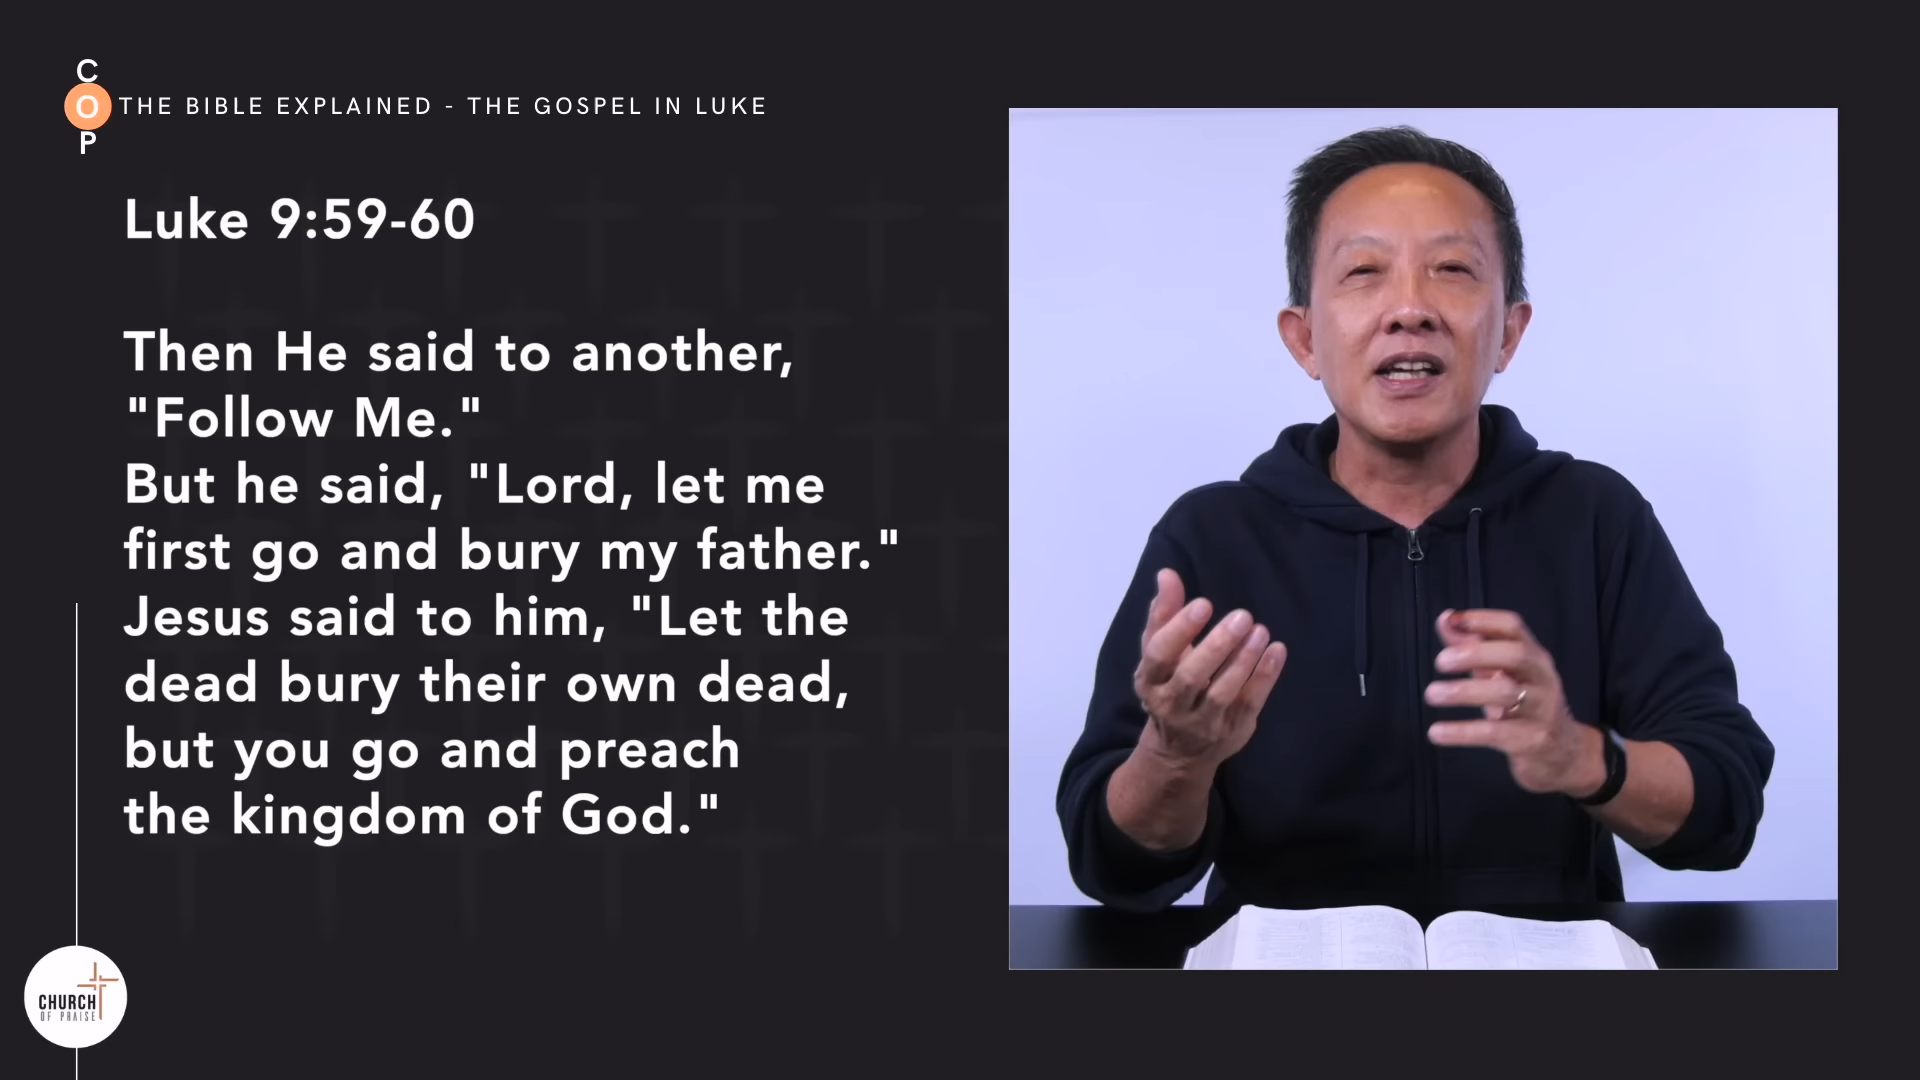 C
O
P
THE BIBLE EXPLAINED - THE GOSPEL IN LUKE
Luke 9:59-60
Then He said to another,
"Follow Me."
But he said, "Lord, let me
first go and bury my father."
Jesus said to him, "Let the
dead bury their own dead,
but you go and preach
the kingdom of God."
CHURCH
OF PRAISE